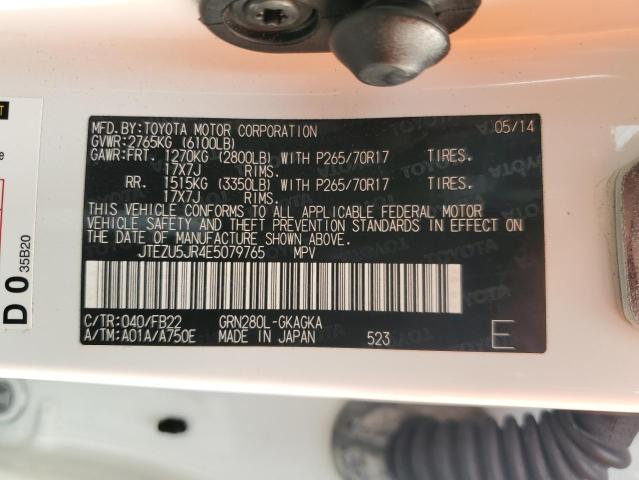 MFD.BY:TOYOTA MOTOR CORPORATION 05/14
GVWR:2765KG (6100LB)
GAWR:FRT. 1270KG (2800LB) WITH P265/70R17 TIRES.
17X7J RIMS.
RR. 1515KG (3350LB) WITH P265/70R17 TIRES.
17X7J RIMS.
THIS VEHICLE CONFORMS TO ALL APPLICABLE FEDERAL MOTOR
VEHICLE SAFETY AND THEFT PREVENTION STANDARDS IN EFFECT ON
THE DATE OF MANUFACTURE SHOWN ABOVE.
JTEZU5JR4E5079765 MPV
C/TR:040/FB22 GRN280L-GKAGKA
A/TM:A01A/A750E MADE IN JAPAN 523 E
D 0
35B20